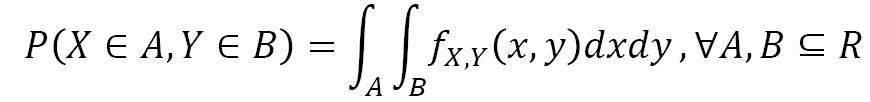 P(X ∈ A, Y ∈ B) = ∫_A ∫_B f_{X,Y}(x, y)dxdy , ∀A, B ⊆ R